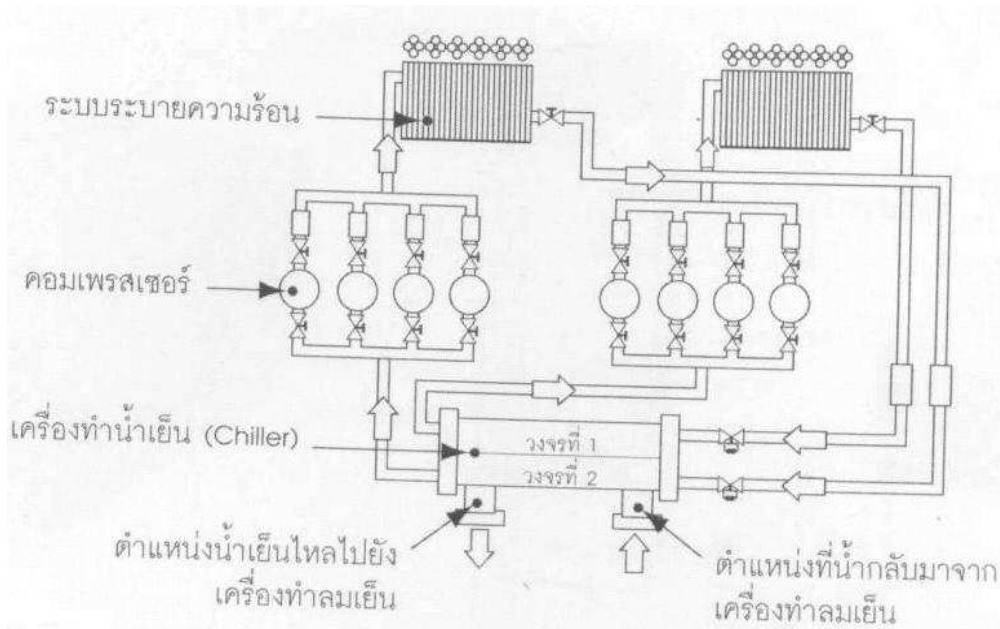 ระบบระบายความร้อน
คอมเพรสเซอร์
เครื่องทำน้ำเย็น (Chiller)
วงจรที่ 1
วงจรที่ 2
ตำแหน่งน้ำเย็นไหลไปยัง
เครื่องทำลมเย็น
ตำแหน่งที่น้ำกลับมาจาก
เครื่องทำลมเย็น